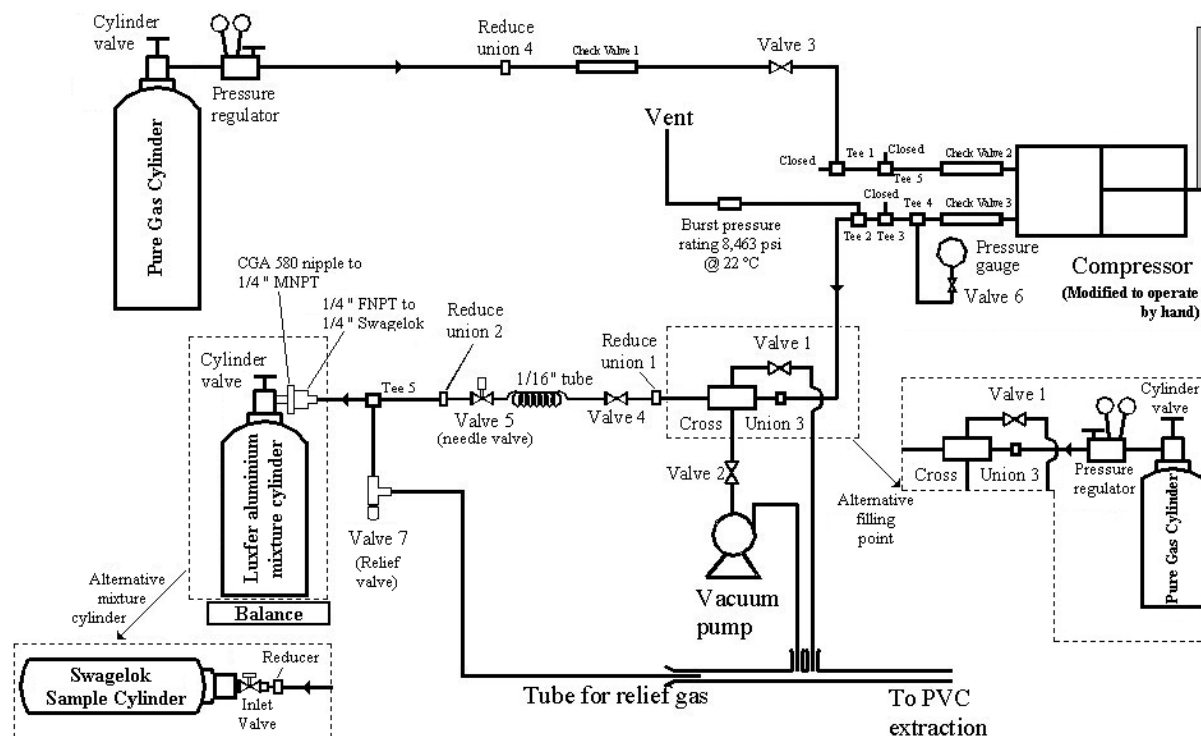 Cylinder
valve
Pressure
regulator
Pure Gas Cylinder
Reduce
union 4
Check Valve 1
Valve 3
Vent
Closed
Tee 1
Closed
Tee 5
Check Valve 2
Burst pressure
rating 8,463 psi
@ 22 °C
Tee 2
Closed
Tee 3
Tee 4
Check Valve 3
Pressure
gauge
Valve 6
Compressor
(Modified to operate
by hand)
CGA 580 nipple to
1/4 " MNPT
1/4 " FNPT to
1/4 " Swagelok
Cylinder
valve
Luxfer aluminium
mixture cylinder
Balance
Tee 5
Reduce
union 2
Valve 5
(needle valve)
1/16" tube
Valve 4
Reduce
union 1
Valve 1
Cross
Union 3
Valve 2
Vacuum
pump
Valve 7
(Relief
valve)
Alternative
filling
point
Valve 1
Cross
Union 3
Pressure
regulator
Cylinder
valve
Pure Gas Cylinder
Alternative
mixture
cylinder
Swagelok
Sample Cylinder
Inlet
Valve
Reducer
Tube for relief gas
To PVC
extraction